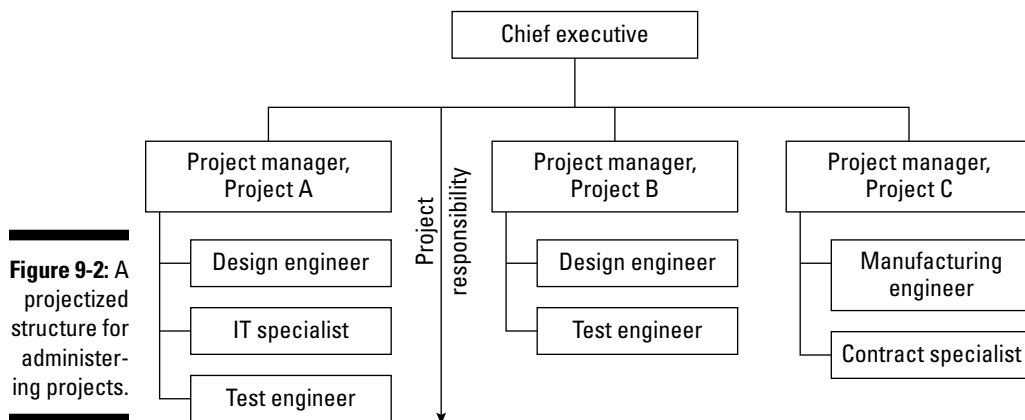 Chief executive
Project manager,
Project A
Design engineer
IT specialist
Test engineer
Project
responsibility
Project manager,
Project B
Design engineer
Test engineer
Project manager,
Project C
Manufacturing
engineer
Contract specialist
Figure 9-2: A
projectized
structure for
administer-
ing projects.